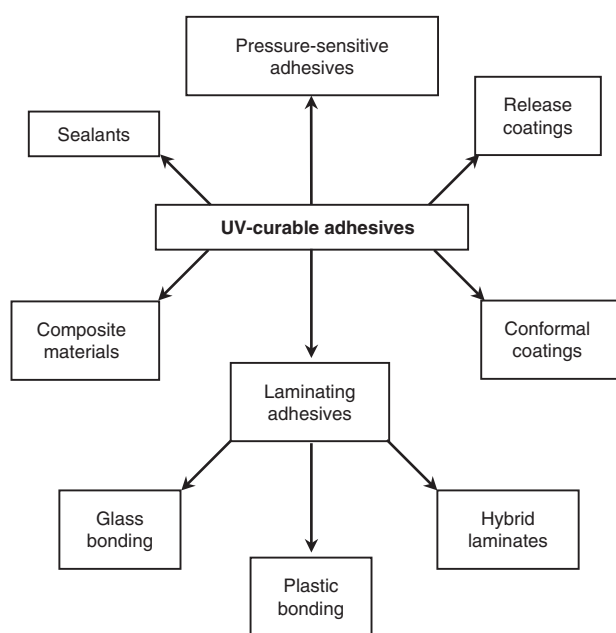 Pressure-sensitive
adhesives
Release
coatings
Sealants
UV-curable adhesives
Composite
materials
Conformal
coatings
Laminating
adhesives
Glass
bonding
Hybrid
laminates
Plastic
bonding